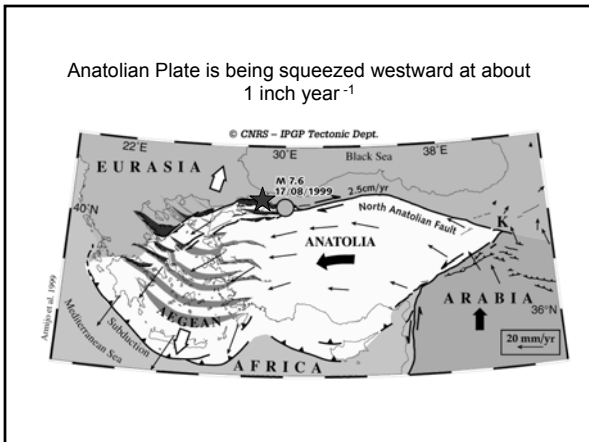 Anatolian Plate is being squeezed westward at about
1 inch year -1
© CNRS – IPGP Tectonic Dept.
22˚E
30˚E
38˚E
Black Sea
EURASIA
M 7.6
17/08/1999
2.5cm/yr
40˚N
North Anatolian Fault
K
ANATOLIA
ARABIA
36°N
AEGEAN
Armijo et al. 1999
Mediterranean Sea
Subduction
20 mm/yr
AFRICA